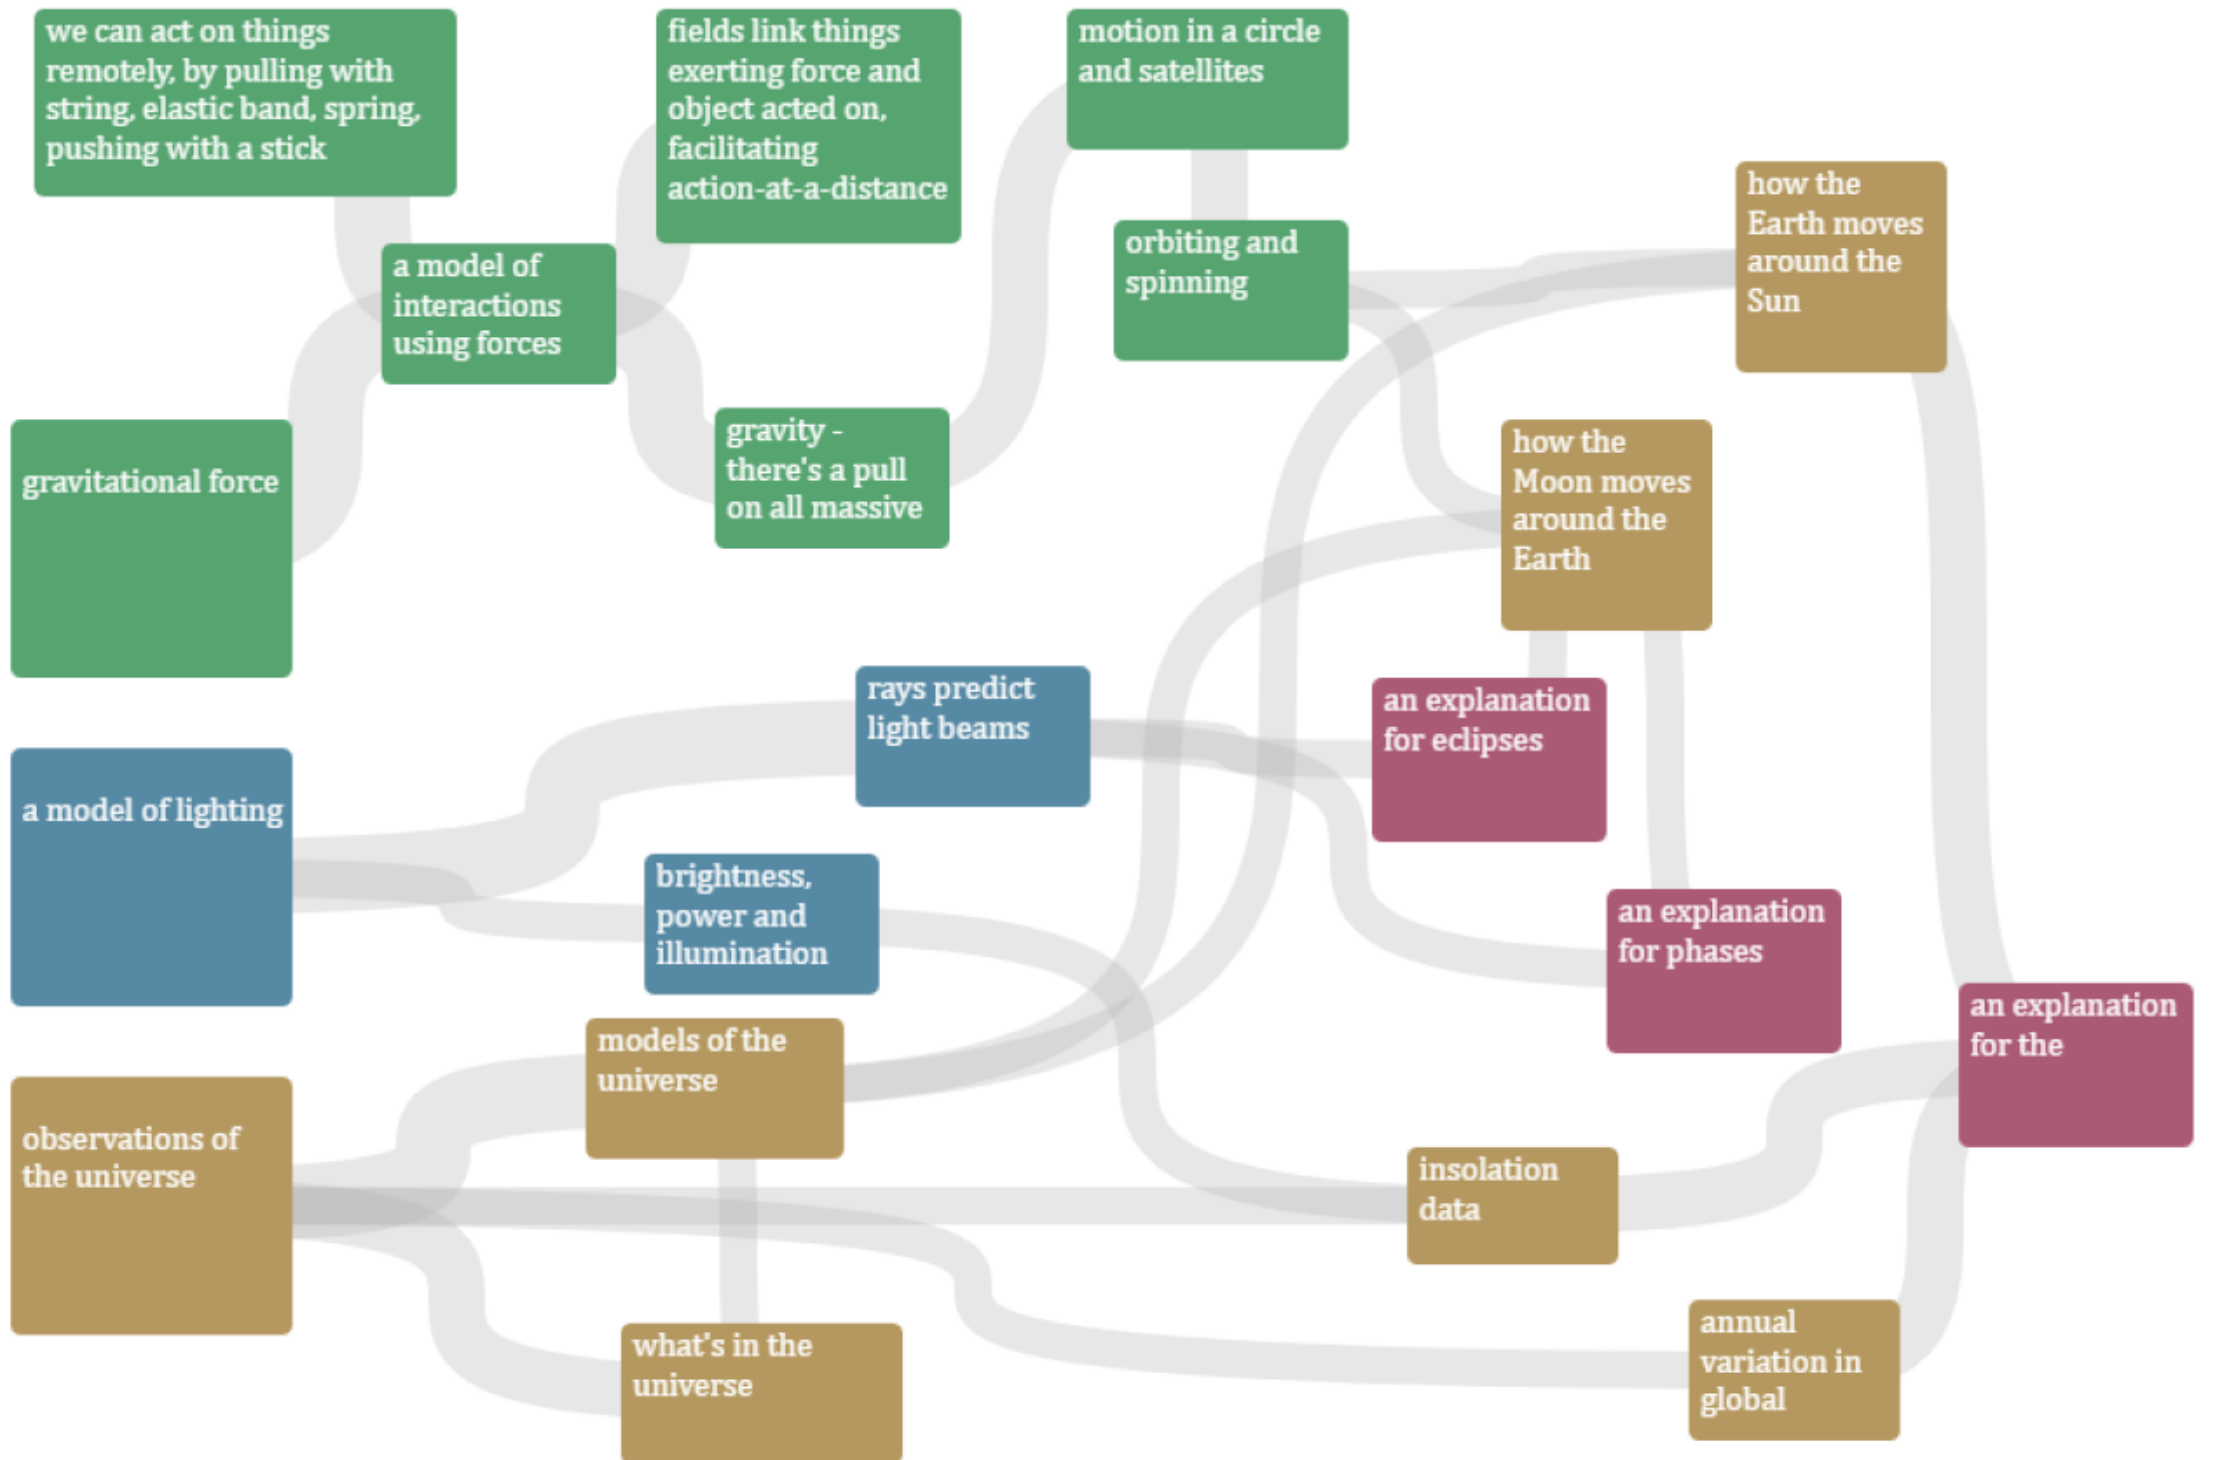 we can act on things
remotely, by pulling with
string, elastic band, spring,
pushing with a stick
fields link things
exerting force and
object acted on,
facilitating
action-at-a-distance
motion in a circle
and satellites
how the
Earth moves
around the
Sun
orbiting and
spinning
a model of
interactions
using forces
gravitational force
gravity -
there's a pull
on all massive
how the
Moon moves
around the
Earth
rays predict
light beams
an explanation
for eclipses
a model of lighting
brightness,
power and
illumination
an explanation
for phases
an explanation
for the
models of the
universe
observations of
the universe
insolation
data
what's in the
universe
annual
variation in
global